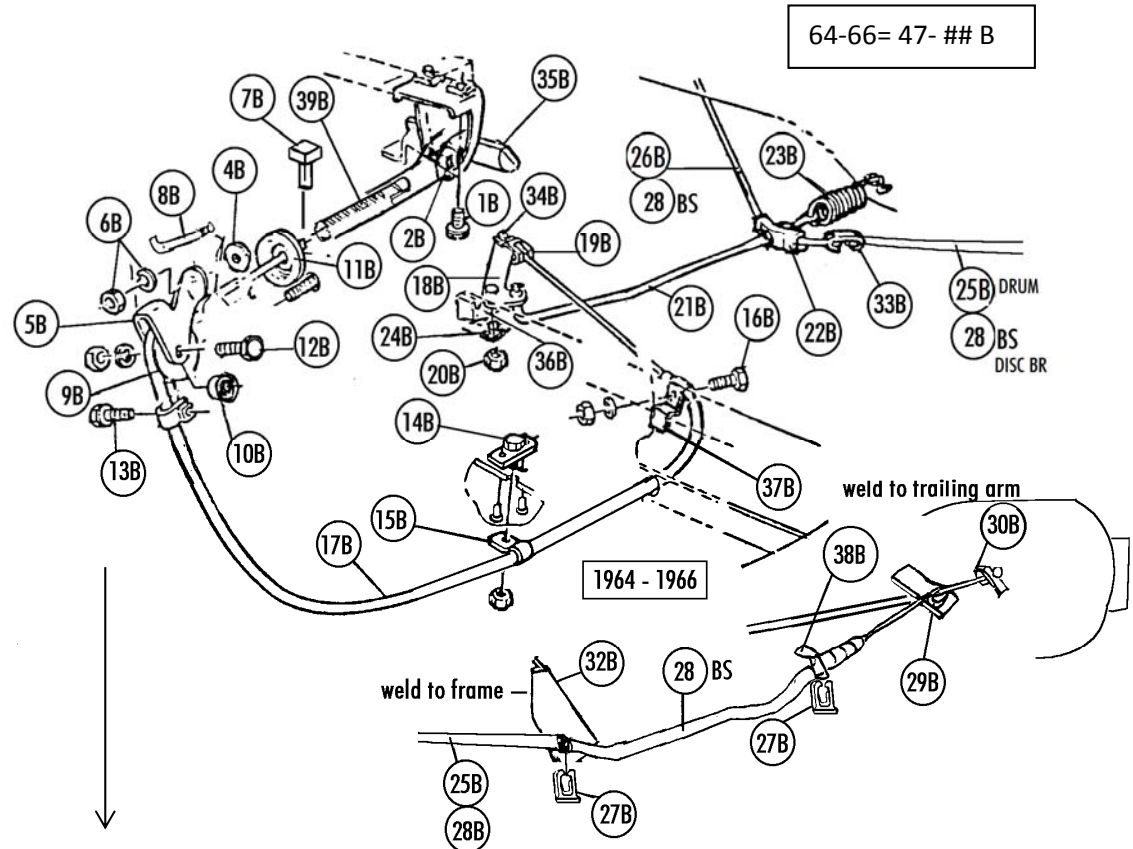 64-66= 47- ## B
7B
39B
35B
8B
4B
6B
26B
28 BS
23B
34B
1B
2B
19B
11B
18B
5B
21B
16B
22B
33B
25B DRUM
28 BS
DISC BR
12B
24B
20B
36B
9B
14B
10B
13B
37B
weld to trailing arm
30B
15B
38B
17B
1964 - 1966
32B
28 BS
29B
weld to frame
27B
25B
27B
28B